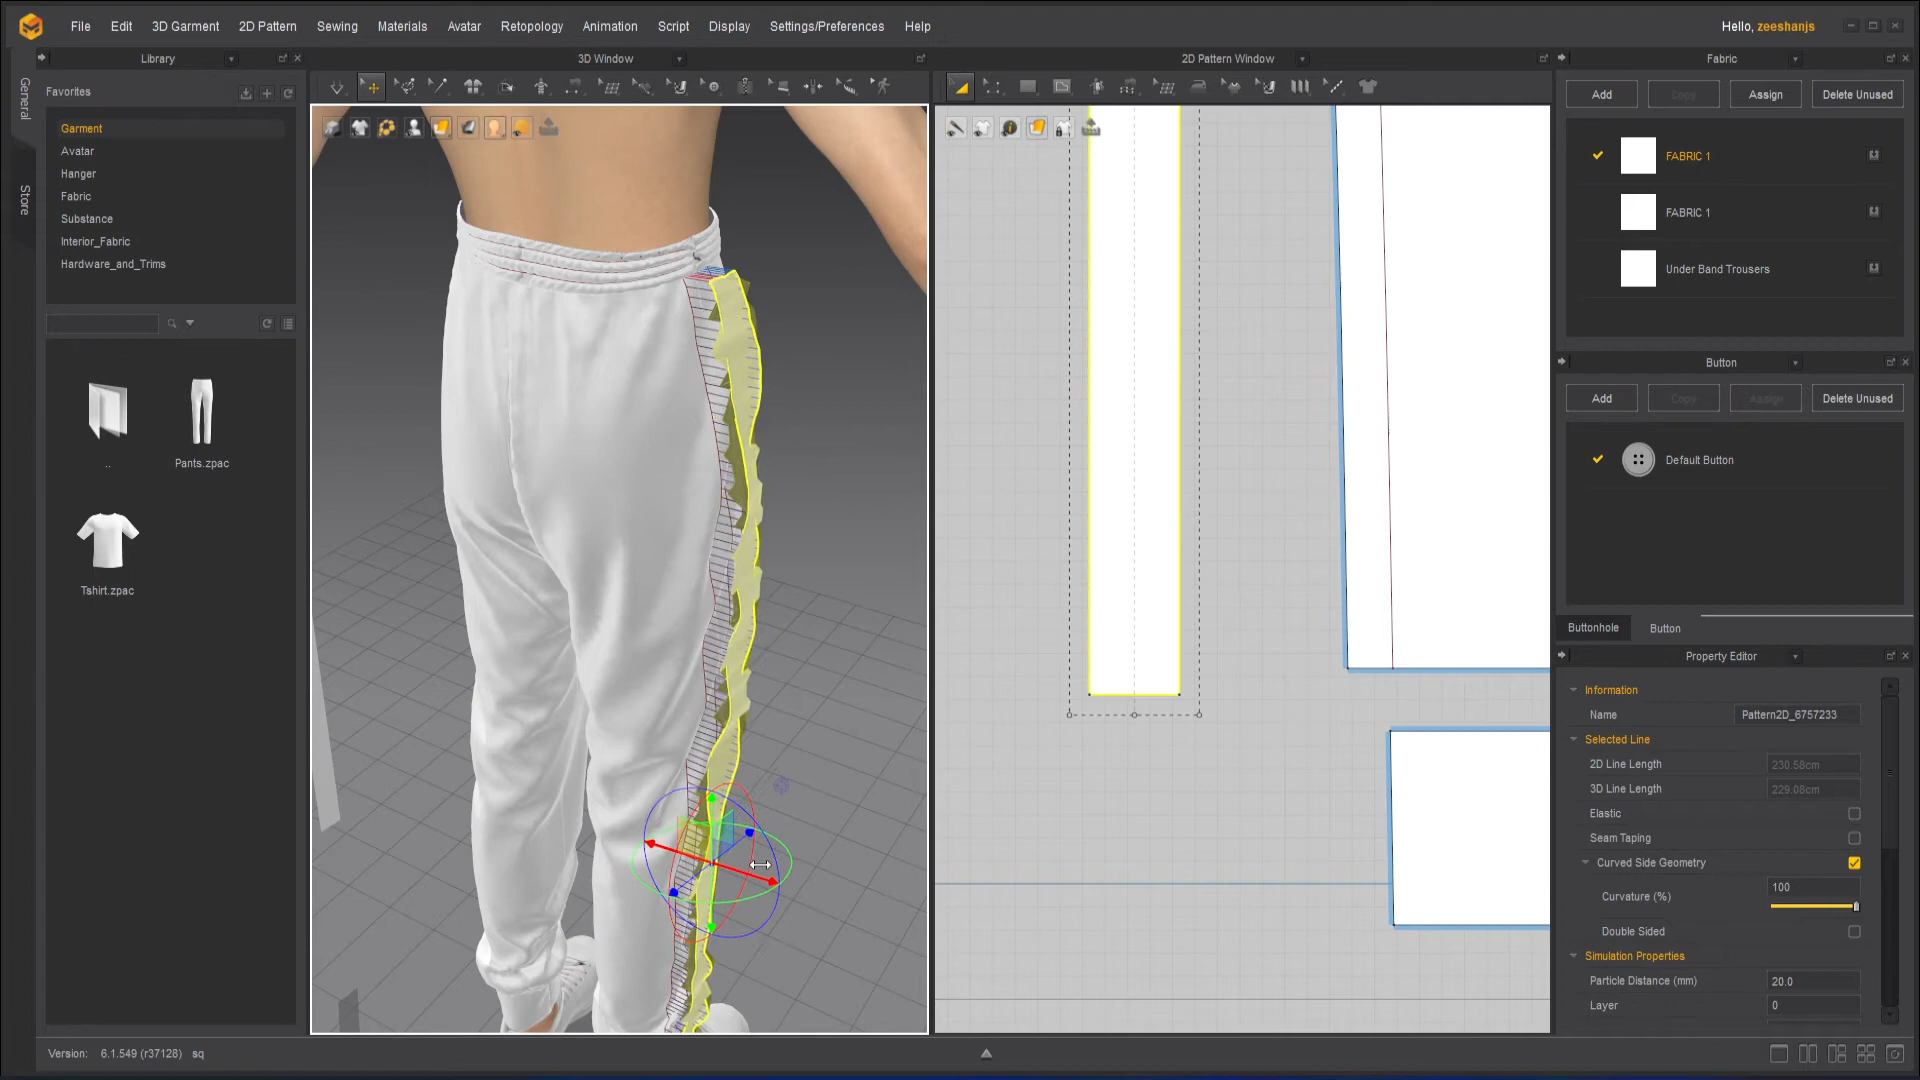 File Edit 3D Garment 2D Pattern Sewing Materials Avatar Retopology Animation Script Display Settings/Preferences Help
Hello, zeeshanjs
Library
3D Window
2D Pattern Window
Fabric
General
Store
Favorites
Garment
Avatar
Hanger
Fabric
Substance
Interior_Fabric
Hardware_and_Trims
..
Pants.zpac
Tshirt.zpac
Add Copy Assign Delete Unused
FABRIC 1
FABRIC 1
Under Band Trousers
Button
Add Copy Assign Delete Unused
Default Button
Buttonhole Button
Property Editor
Information
Name Pattern2D_6757233
Selected Line
2D Line Length 230.58cm
3D Line Length 229.08cm
Elastic
Seam Taping
Curved Side Geometry
Curvature (%) 100
Double Sided
Simulation Properties
Particle Distance (mm) 20.0
Layer 0
Version: 6.1.549 (r37128) sq